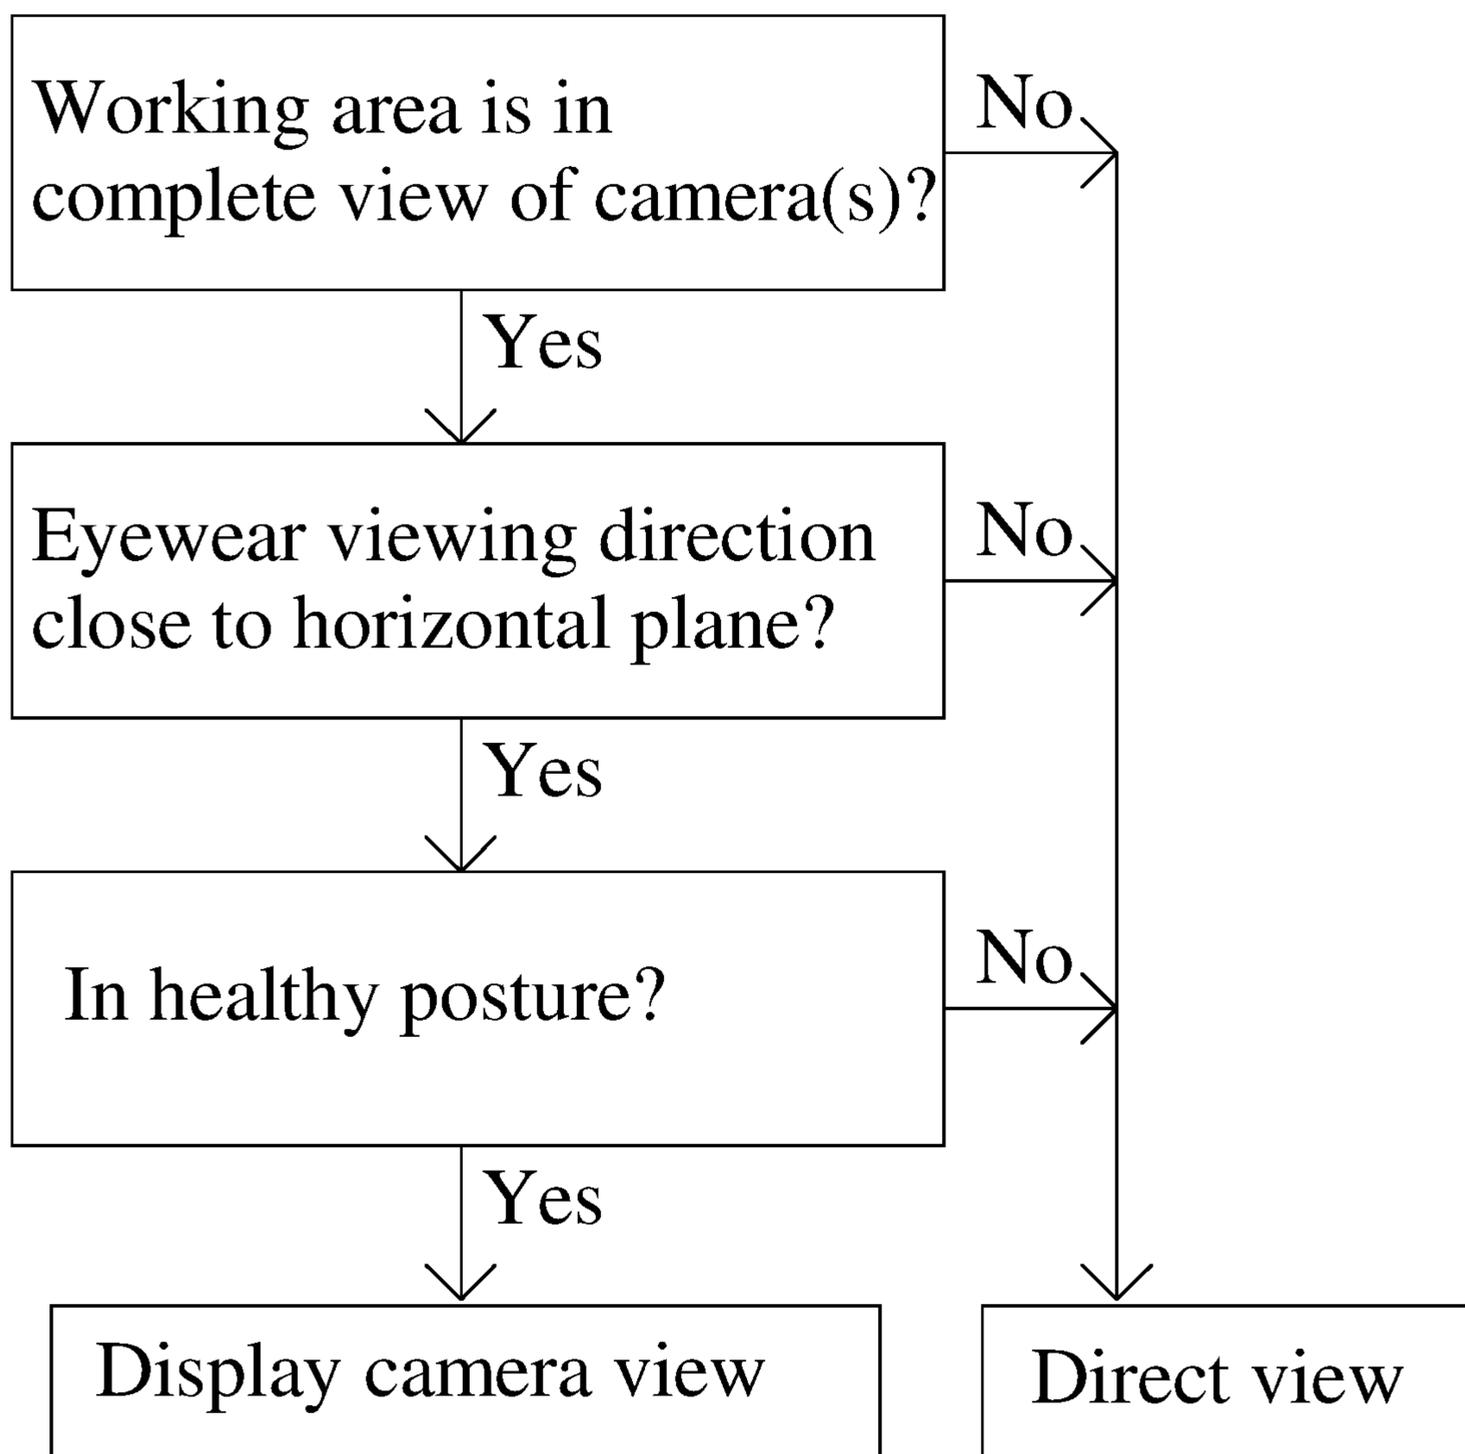 Working area is in
complete view of camera(s)?
No
Yes
Eyewear viewing direction
close to horizontal plane?
No
Yes
In healthy posture?
No
Yes
Display camera view
Direct view